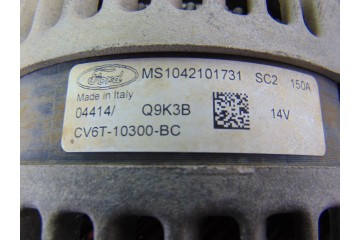 Ford MS1042101731 SC2 150A
Made in Italy
04414/ Q9K3B 14V
CV6T-10300-BC